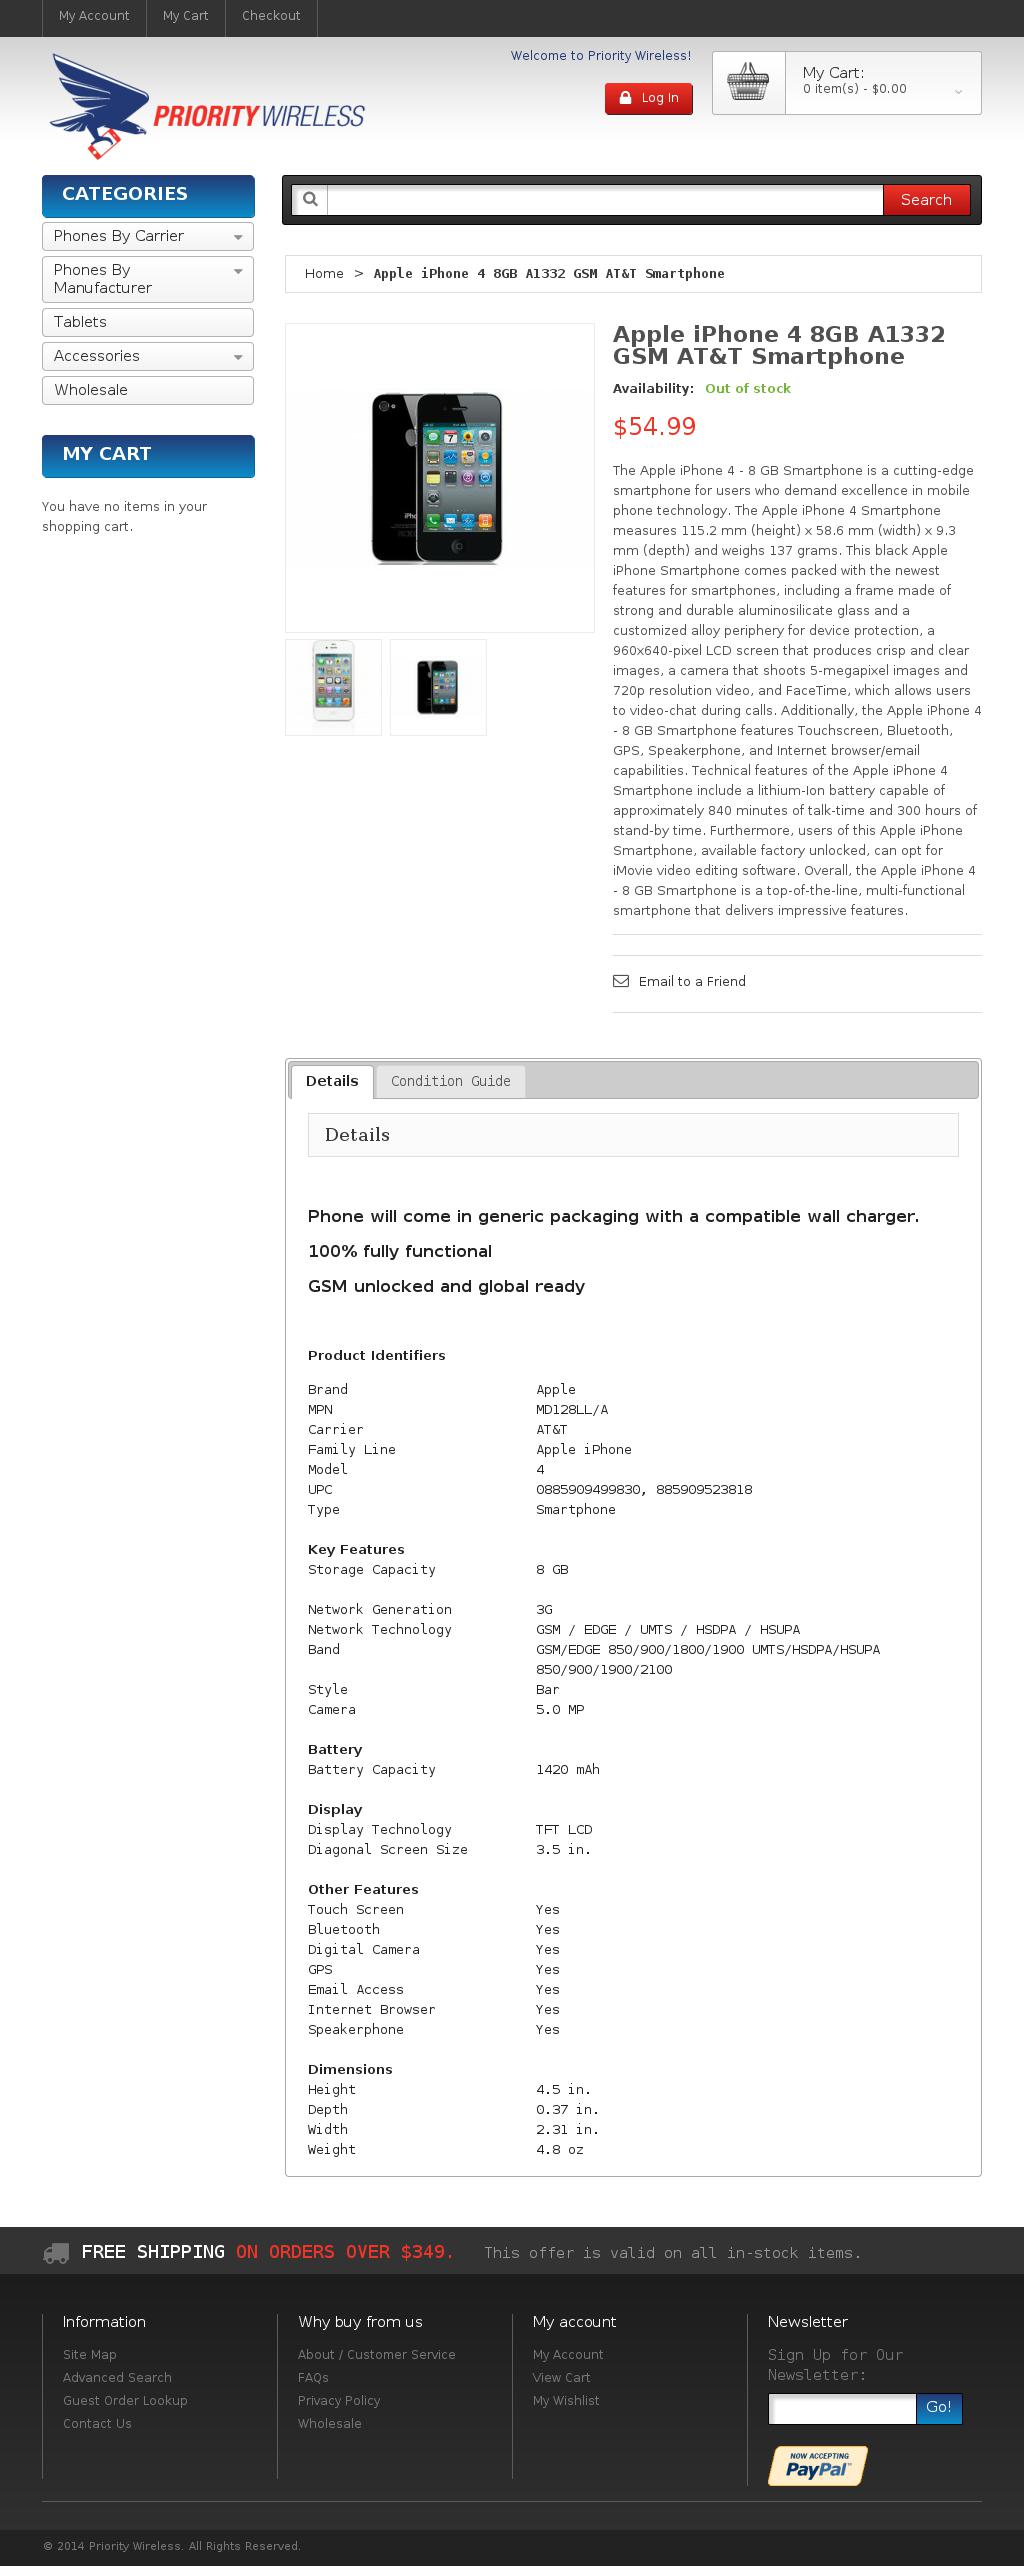 My Account
My Cart
Checkout
Welcome to Priority Wireless!
Log In
My Cart:
0 item(s) - $0.00
PRIORITYWIRELESS
CATEGORIES
Phones By Carrier
Phones By
Manufacturer
Tablets
Accessories
Wholesale
MY CART
You have no items in your
shopping cart.
Search
Home > Apple iPhone 4 8GB A1332 GSM AT&T Smartphone
Apple iPhone 4 8GB A1332
GSM AT&T Smartphone
Availability: Out of stock
$54.99
The Apple iPhone 4 - 8 GB Smartphone is a cutting-edge
smartphone for users who demand excellence in mobile
phone technology. The Apple iPhone 4 Smartphone
measures 115.2 mm (height) x 58.6 mm (width) x 9.3
mm (depth) and weighs 137 grams. This black Apple
iPhone Smartphone comes packed with the newest
features for smartphones, including a frame made of
strong and durable aluminosilicate glass and a
customized alloy periphery for device protection, a
960x640-pixel LCD screen that produces crisp and clear
images, a camera that shoots 5-megapixel images and
720p resolution video, and FaceTime, which allows users
to video-chat during calls. Additionally, the Apple iPhone 4
- 8 GB Smartphone features Touchscreen, Bluetooth,
GPS, Speakerphone, and Internet browser/email
capabilities. Technical features of the Apple iPhone 4
Smartphone include a lithium-Ion battery capable of
approximately 840 minutes of talk-time and 300 hours of
stand-by time. Furthermore, users of this Apple iPhone
Smartphone, available factory unlocked, can opt for
iMovie video editing software. Overall, the Apple iPhone 4
- 8 GB Smartphone is a top-of-the-line, multi-functional
smartphone that delivers impressive features.
Email to a Friend
Details
Condition Guide
Details
Phone will come in generic packaging with a compatible wall charger.
100% fully functional
GSM unlocked and global ready
Product Identifiers
Brand Apple
MPN MD128LL/A
Carrier AT&T
Family Line Apple iPhone
Model 4
UPC 0885909499830, 885909523818
Type Smartphone
Key Features
Storage Capacity 8 GB
Network Generation 3G
Network Technology GSM / EDGE / UMTS / HSDPA / HSUPA
Band GSM/EDGE 850/900/1800/1900 UMTS/HSDPA/HSUPA
850/900/1900/2100
Style Bar
Camera 5.0 MP
Battery
Battery Capacity 1420 mAh
Display
Display Technology TFT LCD
Diagonal Screen Size 3.5 in.
Other Features
Touch Screen Yes
Bluetooth Yes
Digital Camera Yes
GPS Yes
Email Access Yes
Internet Browser Yes
Speakerphone Yes
Dimensions
Height 4.5 in.
Depth 0.37 in.
Width 2.31 in.
Weight 4.8 oz
FREE SHIPPING ON ORDERS OVER $349. This offer is valid on all in-stock items.
Information
Site Map
Advanced Search
Guest Order Lookup
Contact Us
Why buy from us
About / Customer Service
FAQs
Privacy Policy
Wholesale
My account
My Account
View Cart
My Wishlist
Newsletter
Sign Up for Our
Newsletter:
Go!
NOW ACCEPTING
PayPal
© 2014 Priority Wireless. All Rights Reserved.